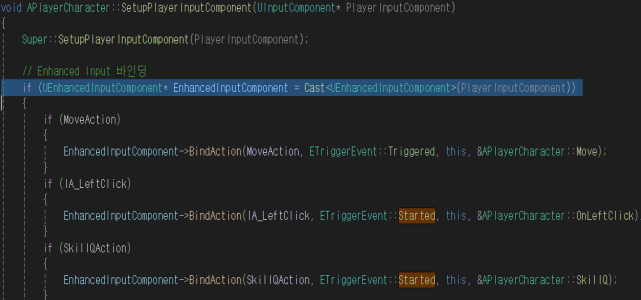 void APlayerCharacter::SetupPlayerInputComponent(UInputComponent* PlayerInputComponent)
{
Super::SetupPlayerInputComponent(PlayerInputComponent);
// Enhanced Input 바인딩
if (UEnhancedInputComponent* EnhancedInputComponent = Cast<UEnhancedInputComponent>(PlayerInputComponent))
{
if (MoveAction)
{
EnhancedInputComponent->BindAction(MoveAction, ETriggerEvent::Triggered, this, &APlayerCharacter::Move);
}
if (IA_LeftClick)
{
EnhancedInputComponent->BindAction(IA_LeftClick, ETriggerEvent::Started, this, &APlayerCharacter::OnLeftClick)
}
if (SkillQAction)
{
EnhancedInputComponent->BindAction(SkillQAction, ETriggerEvent::Started, this, &APlayerCharacter::SkillQ);
}